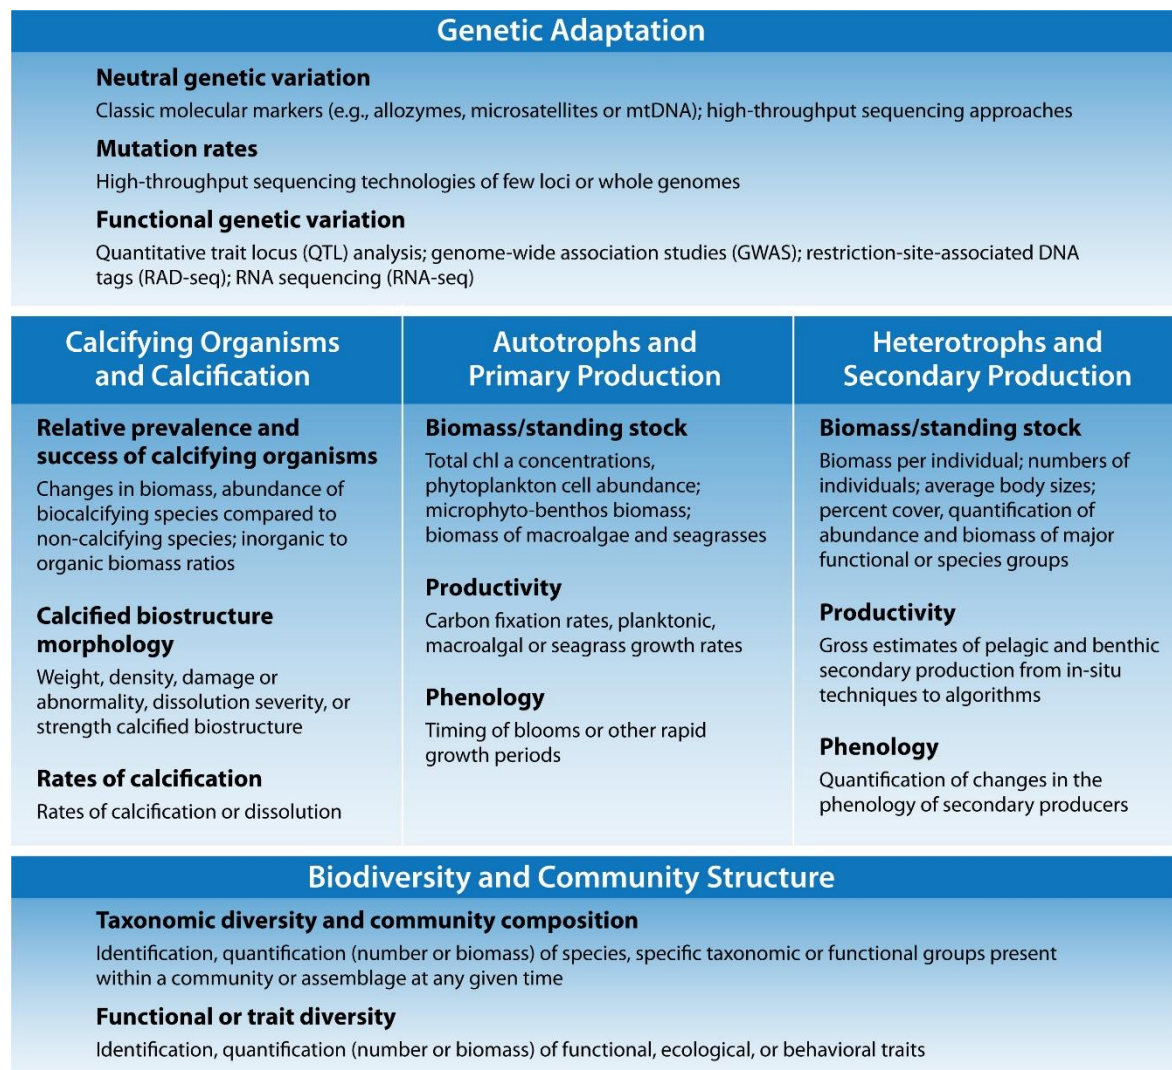 Genetic Adaptation
Neutral genetic variation
Classic molecular markers (e.g., allozymes, microsatellites or mtDNA); high-throughput sequencing approaches
Mutation rates
High-throughput sequencing technologies of few loci or whole genomes
Functional genetic variation
Quantitative trait locus (QTL) analysis; genome-wide association studies (GWAS); restriction-site-associated DNA
tags (RAD-seq); RNA sequencing (RNA-seq)
Calcifying Organisms
and Calcification
Relative prevalence and
success of calcifying organisms
Changes in biomass, abundance of
biocalcifying species compared to
non-calcifying species; inorganic to
organic biomass ratios
Calcified biostructure
morphology
Weight, density, damage or
abnormality, dissolution severity, or
strength calcified biostructure
Rates of calcification
Rates of calcification or dissolution
Autotrophs and
Primary Production
Biomass/standing stock
Total chl a concentrations,
phytoplankton cell abundance;
microphyto-benthos biomass;
biomass of macroalgae and seagrasses
Productivity
Carbon fixation rates, planktonic,
macroalgal or seagrass growth rates
Phenology
Timing of blooms or other rapid
growth periods
Heterotrophs and
Secondary Production
Biomass/standing stock
Biomass per individual; numbers of
individuals; average body sizes;
percent cover, quantification of
abundance and biomass of major
functional or species groups
Productivity
Gross estimates of pelagic and benthic
secondary production from in-situ
techniques to algorithms
Phenology
Quantification of changes in the
phenology of secondary producers
Biodiversity and Community Structure
Taxonomic diversity and community composition
Identification, quantification (number or biomass) of species, specific taxonomic or functional groups present
within a community or assemblage at any given time
Functional or trait diversity
Identification, quantification (number or biomass) of functional, ecological, or behavioral traits